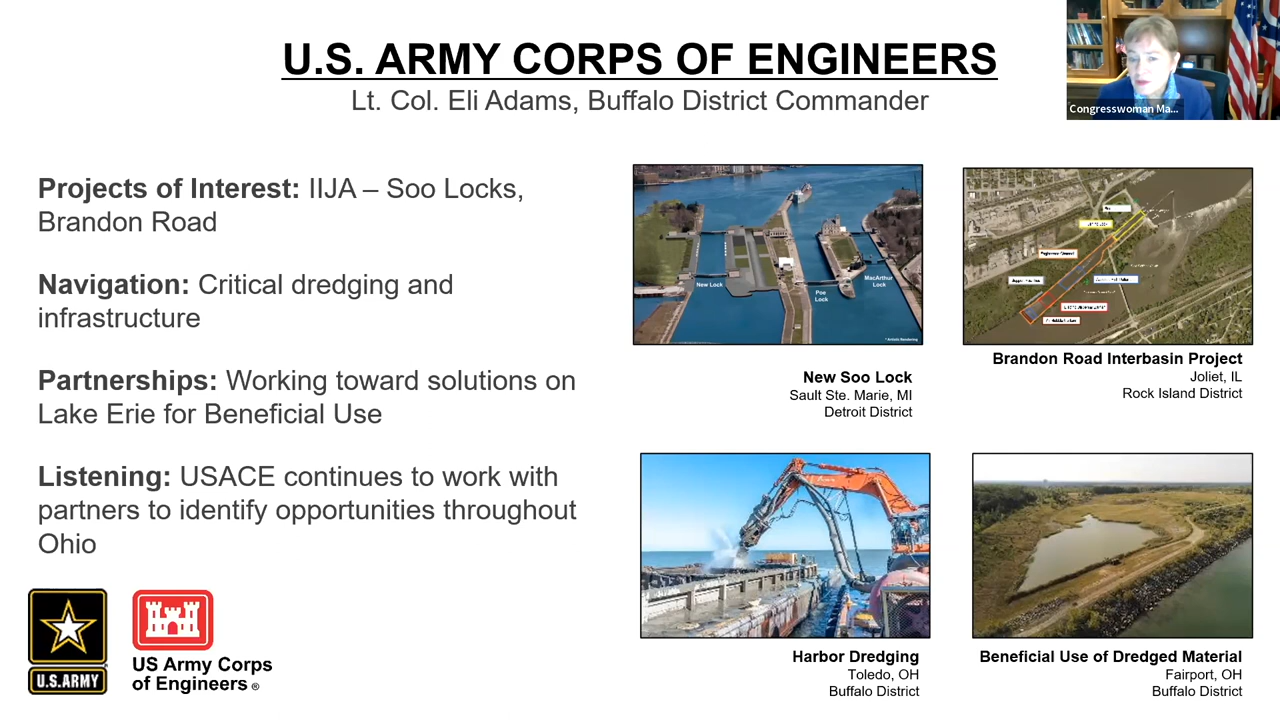 U.S. ARMY CORPS OF ENGINEERS
Lt. Col. Eli Adams, Buffalo District Commander
Congresswoman Ma...
Projects of Interest: IIJA – Soo Locks,
Brandon Road
Navigation: Critical dredging and
infrastructure
Partnerships: Working toward solutions on
Lake Erie for Beneficial Use
Listening: USACE continues to work with
partners to identify opportunities throughout
Ohio
U.S.ARMY
US Army Corps
of Engineers ®
New Lock
Poe
Lock
MacArthur
Lock
* Artistic Rendering
New Soo Lock
Sault Ste. Marie, MI
Detroit District
Brandon Road Interbasin Project
Joliet, IL
Rock Island District
Harbor Dredging
Toledo, OH
Buffalo District
Beneficial Use of Dredged Material
Fairport, OH
Buffalo District